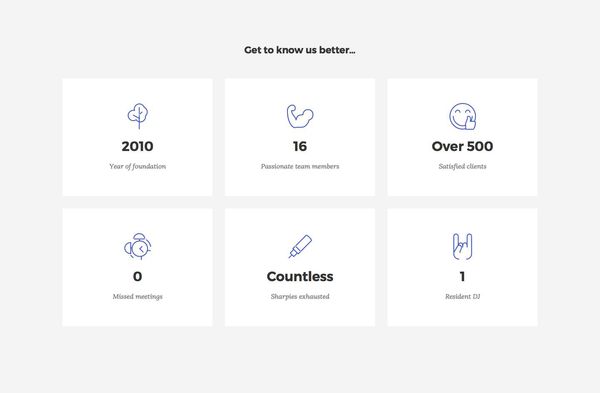 Get to know us better...
2010
Year of foundation
16
Passionate team members
Over 500
Satisfied clients
0
Missed meetings
Countless
Sharpies exhausted
1
Resident DJ